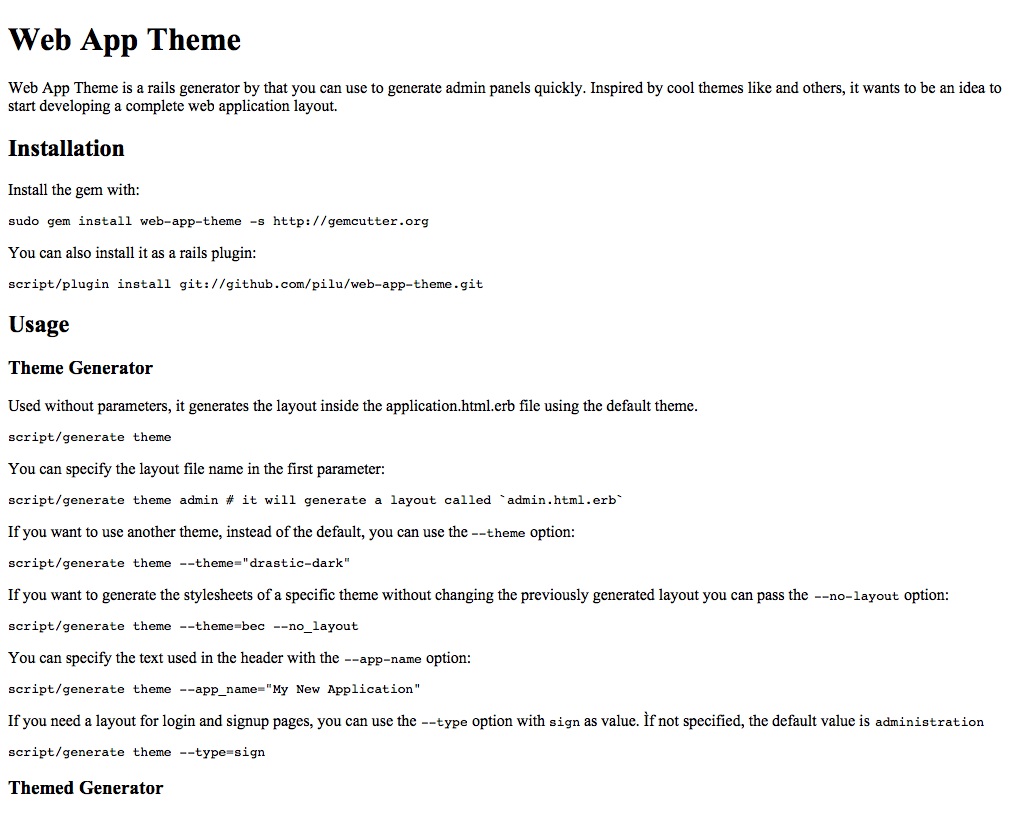 Web App Theme
Web App Theme is a rails generator by that you can use to generate admin panels quickly. Inspired by cool themes like and others, it wants to be an idea to
start developing a complete web application layout.
Installation
Install the gem with:
sudo gem install web-app-theme -s http://gemcutter.org
You can also install it as a rails plugin:
script/plugin install git://github.com/pilu/web-app-theme.git
Usage
Theme Generator
Used without parameters, it generates the layout inside the application.html.erb file using the default theme.
script/generate theme
You can specify the layout file name in the first parameter:
script/generate theme admin # it will generate a layout called `admin.html.erb`
If you want to use another theme, instead of the default, you can use the --theme option:
script/generate theme --theme="drastic-dark"
If you want to generate the stylesheets of a specific theme without changing the previously generated layout you can pass the --no-layout option:
script/generate theme --theme=bec --no_layout
You can specify the text used in the header with the --app-name option:
script/generate theme --app_name="My New Application"
If you need a layout for login and signup pages, you can use the --type option with sign as value. Ìf not specified, the default value is administration
script/generate theme --type=sign
Themed Generator